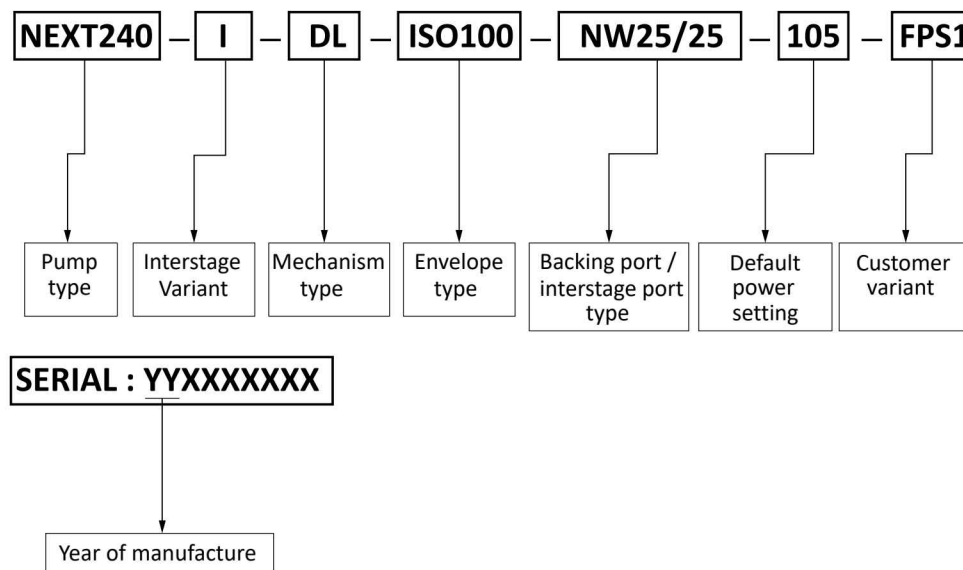 NEXT240 – I – DL – ISO100 – NW25/25 – 105 – FPS1
Pump type
Interstage Variant
Mechanism type
Envelope type
Backing port / interstage port type
Default power setting
Customer variant
SERIAL : YYXXXXXXX
Year of manufacture